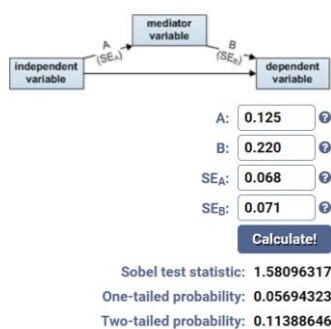 mediator
variable
A
(SEA)
B
(SEB)
independent
variable
dependent
variable
A: 0.125 ?
B: 0.220 ?
SEA: 0.068 ?
SEB: 0.071 ?
Calculate!
Sobel test statistic: 1.58096317
One-tailed probability: 0.05694323
Two-tailed probability: 0.11388646